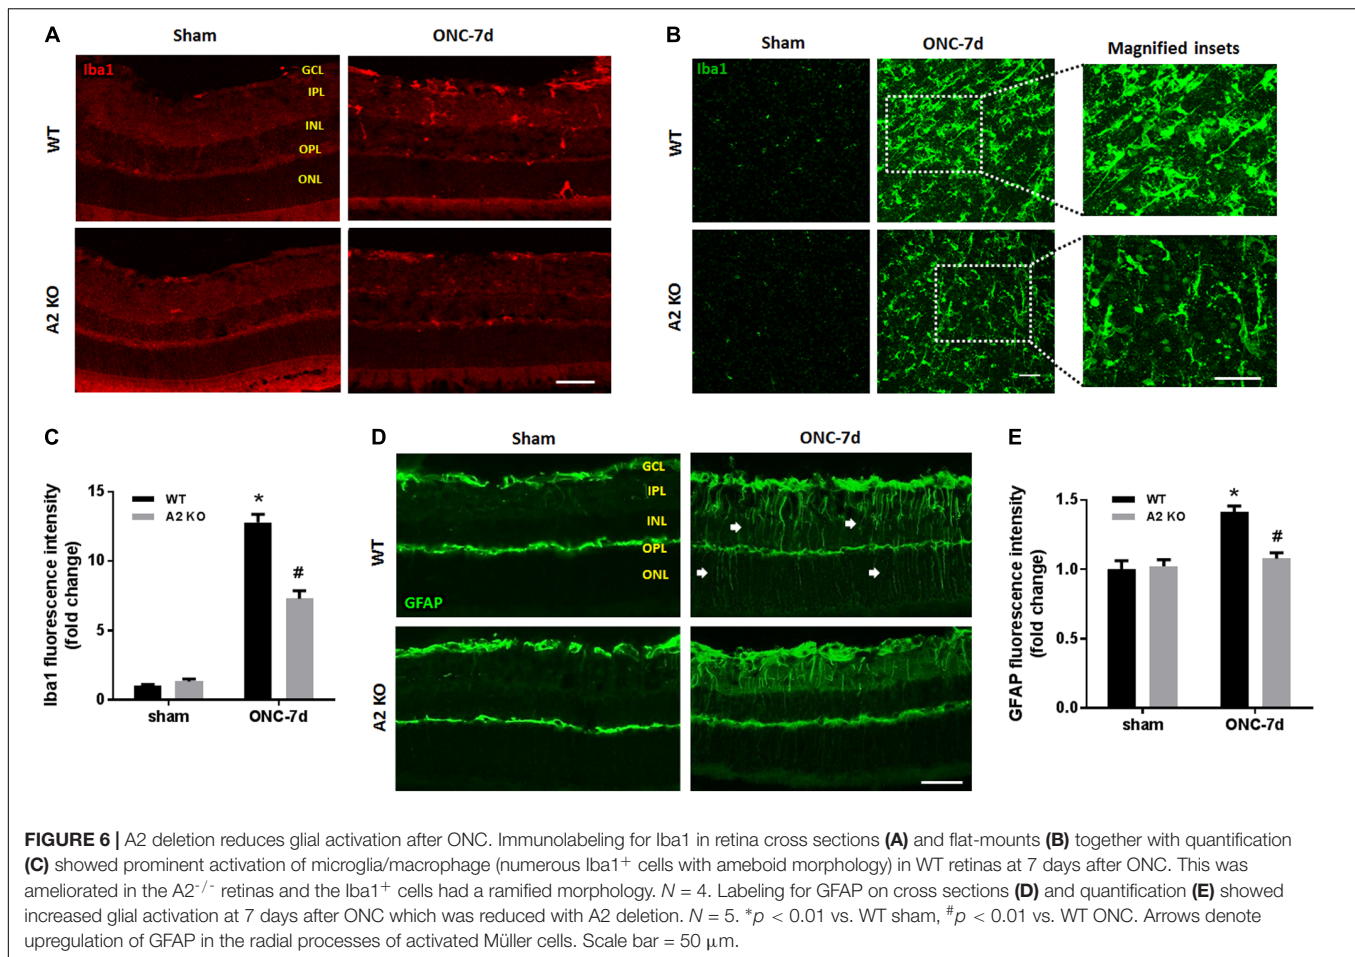 A
Sham
ONC-7d
Iba1
GCL
IPL
INL
OPL
ONL
WT
A2 KO
B
Sham
ONC-7d
Magnified insets
Iba1
WT
A2 KO
C
Iba1 fluorescence intensity
(fold change)
15
10
5
0
WT
A2 KO
*
#
sham
ONC-7d
D
Sham
ONC-7d
GCL
IPL
INL
OPL
ONL
GFAP
WT
A2 KO
E
GFAP fluorescence intensity
(fold change)
1.5
1.0
0.5
0.0
WT
A2 KO
*
#
sham
ONC-7d
FIGURE 6 | A2 deletion reduces glial activation after ONC. Immunolabeling for Iba1 in retina cross sections (A) and flat-mounts (B) together with quantification
(C) showed prominent activation of microglia/macrophage (numerous Iba1⁺ cells with ameboid morphology) in WT retinas at 7 days after ONC. This was
ameliorated in the A2⁻/⁻ retinas and the Iba1⁺ cells had a ramified morphology. N = 4. Labeling for GFAP on cross sections (D) and quantification (E) showed
increased glial activation at 7 days after ONC which was reduced with A2 deletion. N = 5. *p < 0.01 vs. WT sham, #p < 0.01 vs. WT ONC. Arrows denote
upregulation of GFAP in the radial processes of activated Müller cells. Scale bar = 50 μm.